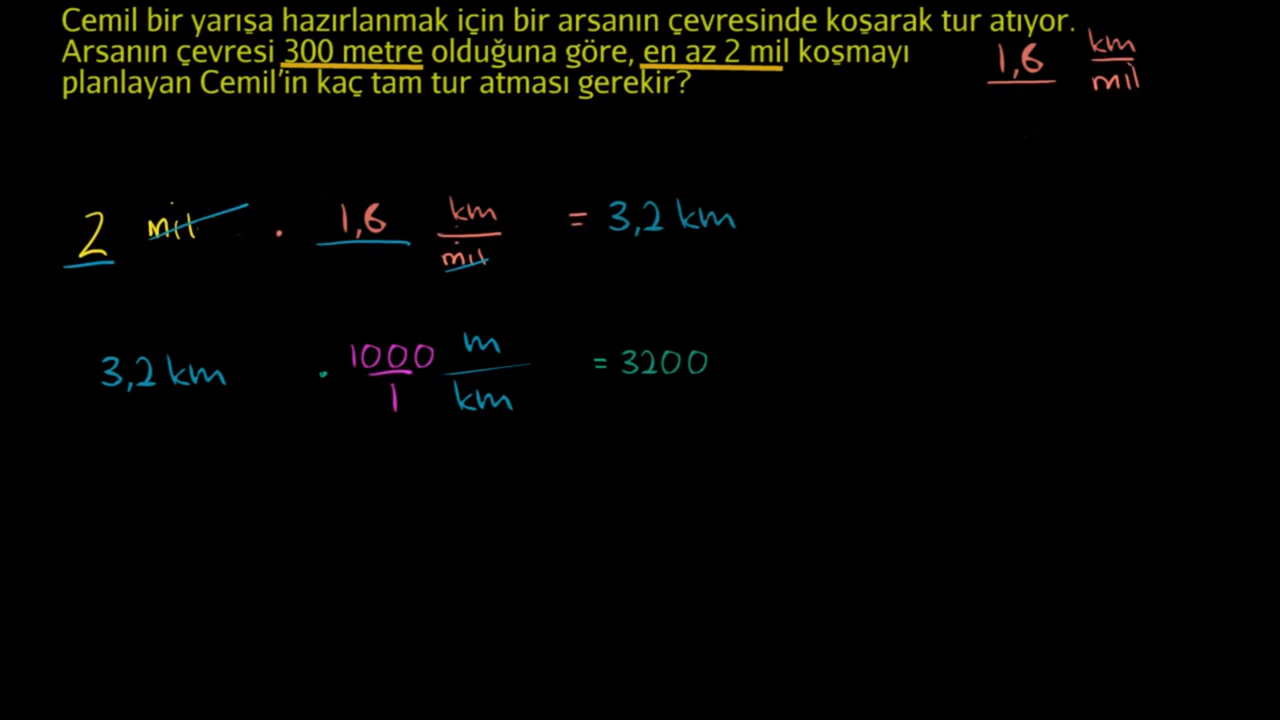 Cemil bir yarışa hazırlanmak için bir arsanın çevresinde koşarak tur atıyor.
Arsanın çevresi 300 metre olduğuna göre, en az 2 mil koşmayı
planlayan Cemil'in kaç tam tur atması gerekir?
1,6 km/mil
2 mil · 1,6 km/mil = 3,2 km
3,2 km · 1000/1 m/km = 3200